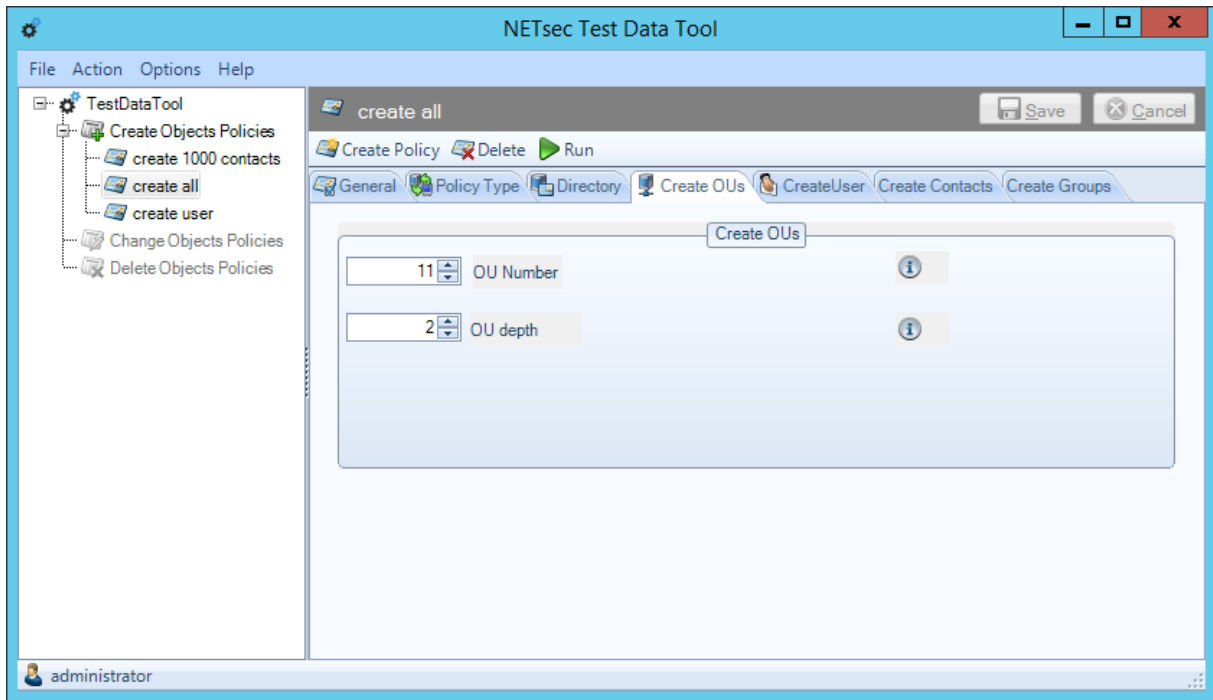 NETsec Test Data Tool
File Action Options Help
TestDataTool
Create Objects Policies
create 1000 contacts
create all
create user
Change Objects Policies
Delete Objects Policies
create all
Save Cancel
Create Policy Delete Run
General Policy Type Directory Create OUs CreateUser Create Contacts Create Groups
Create OUs
11 OU Number
2 OU depth
administrator